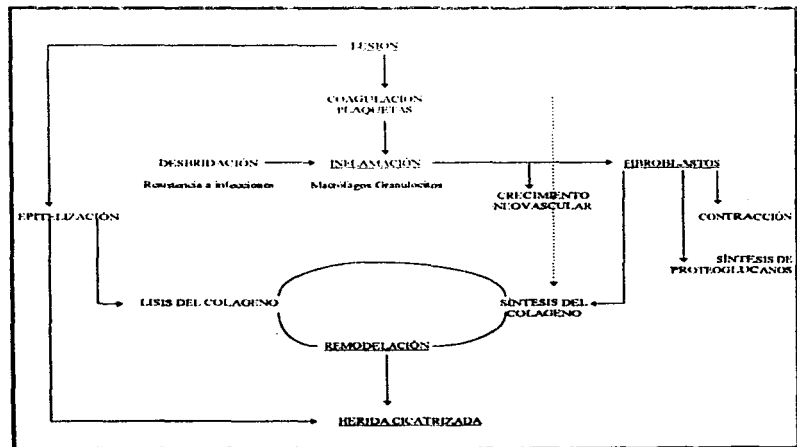 LESION
COAGULACION
PLAQUETAS
DESBRIDACIÓN
INFLAMACIÓN
FIBROBLASTOS
Resistencia a infecciones
Macrófagos Granulocitos
CRECIMIENTO
NEOVASCULAR
EPITELIZACIÓN
CONTRACCIÓN
SÍNTESIS DE
PROTEOGLUCANOS
LISIS DEL COLAGENO
SÍNTESIS DEL
COLAGENO
REMODELACIÓN
HERIDA CICATRIZADA